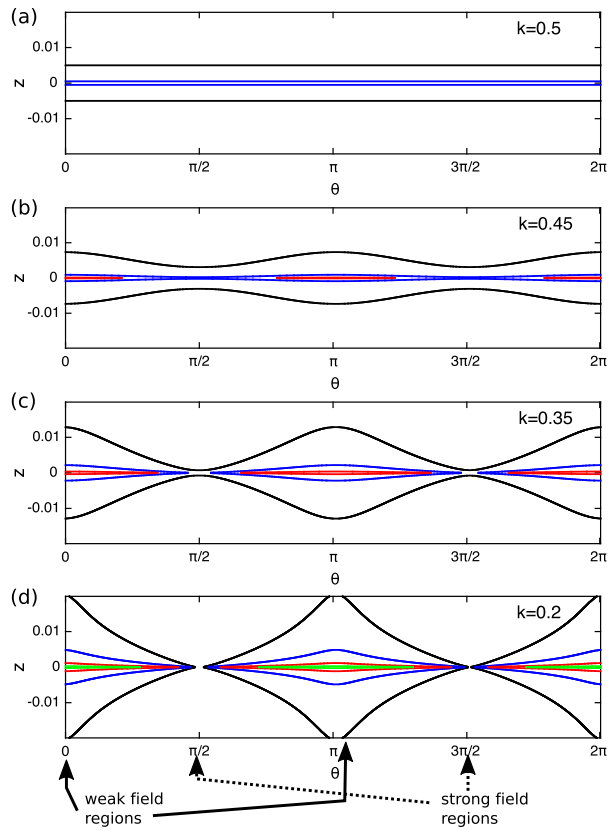 (a)
k=0.5
0.01
0
-0.01
z
0 π/2 π 3π/2 2π
θ
(b)
k=0.45
0.01
0
-0.01
z
0 π/2 π 3π/2 2π
θ
(c)
k=0.35
0.01
0
-0.01
z
0 π/2 π 3π/2 2π
θ
(d)
k=0.2
0.01
0
-0.01
z
0 π/2 π 3π/2 2π
θ
weak field strong field
regions regions